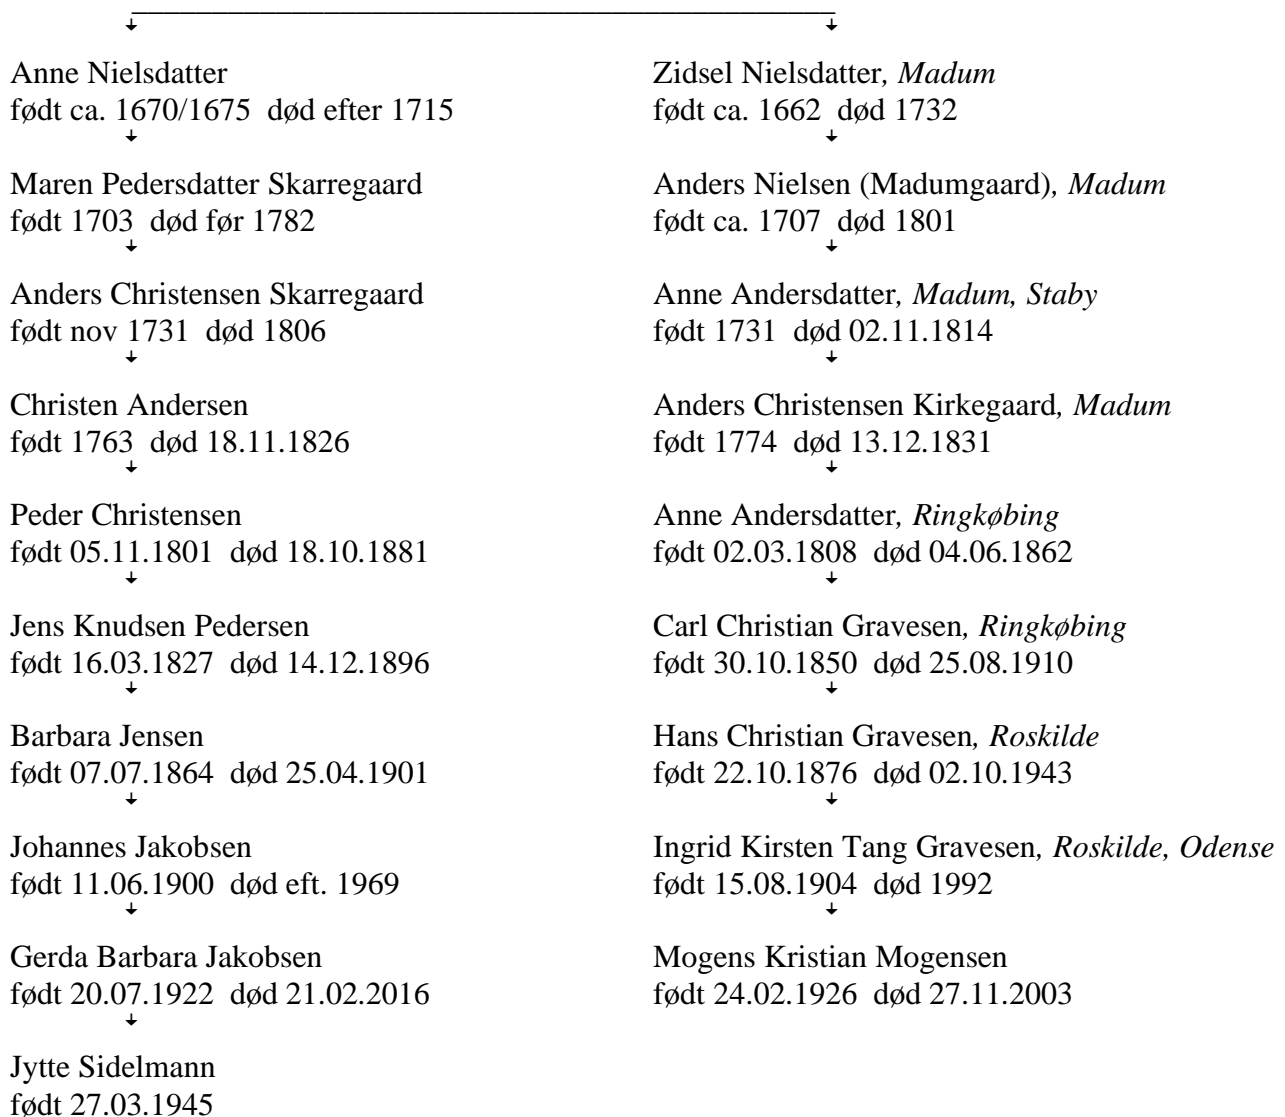 Anne Nielsdatter
født ca. 1670/1675 død efter 1715
Maren Pedersdatter Skarregaard
født 1703 død før 1782
Anders Christensen Skarregaard
født nov 1731 død 1806
Christen Andersen
født 1763 død 18.11.1826
Peder Christensen
født 05.11.1801 død 18.10.1881
Jens Knudsen Pedersen
født 16.03.1827 død 14.12.1896
Barbara Jensen
født 07.07.1864 død 25.04.1901
Johannes Jakobsen
født 11.06.1900 død eft. 1969
Gerda Barbara Jakobsen
født 20.07.1922 død 21.02.2016
Jytte Sidelmann
født 27.03.1945
Zidsel Nielsdatter, Madum
født ca. 1662 død 1732
Anders Nielsen (Madumgaard), Madum
født ca. 1707 død 1801
Anne Andersdatter, Madum, Staby
født 1731 død 02.11.1814
Anders Christensen Kirkegaard, Madum
født 1774 død 13.12.1831
Anne Andersdatter, Ringkøbing
født 02.03.1808 død 04.06.1862
Carl Christian Gravesen, Ringkøbing
født 30.10.1850 død 25.08.1910
Hans Christian Gravesen, Roskilde
født 22.10.1876 død 02.10.1943
Ingrid Kirsten Tang Gravesen, Roskilde, Odense
født 15.08.1904 død 1992
Mogens Kristian Mogensen
født 24.02.1926 død 27.11.2003